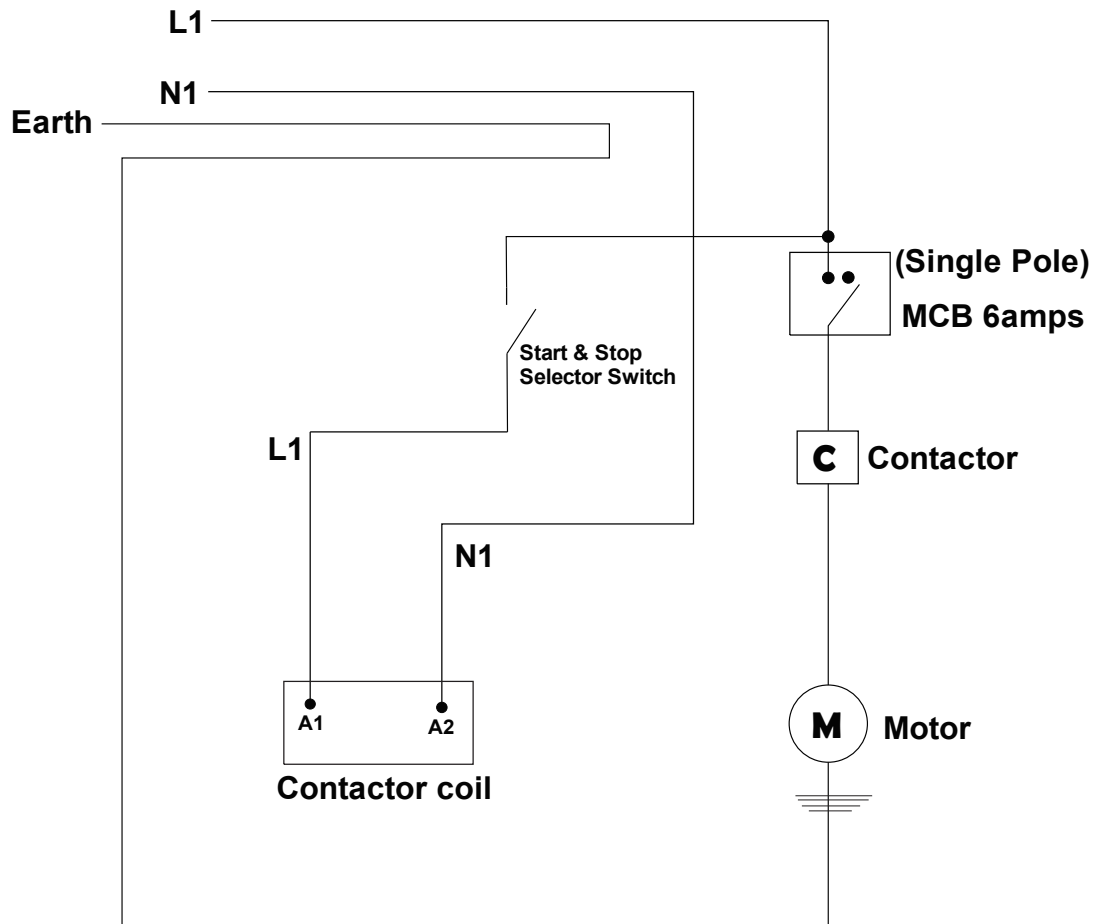 L1
N1
Earth
(Single Pole)
MCB 6amps
Start & Stop
Selector Switch
L1
C
Contactor
N1
A1
A2
M
Motor
Contactor coil